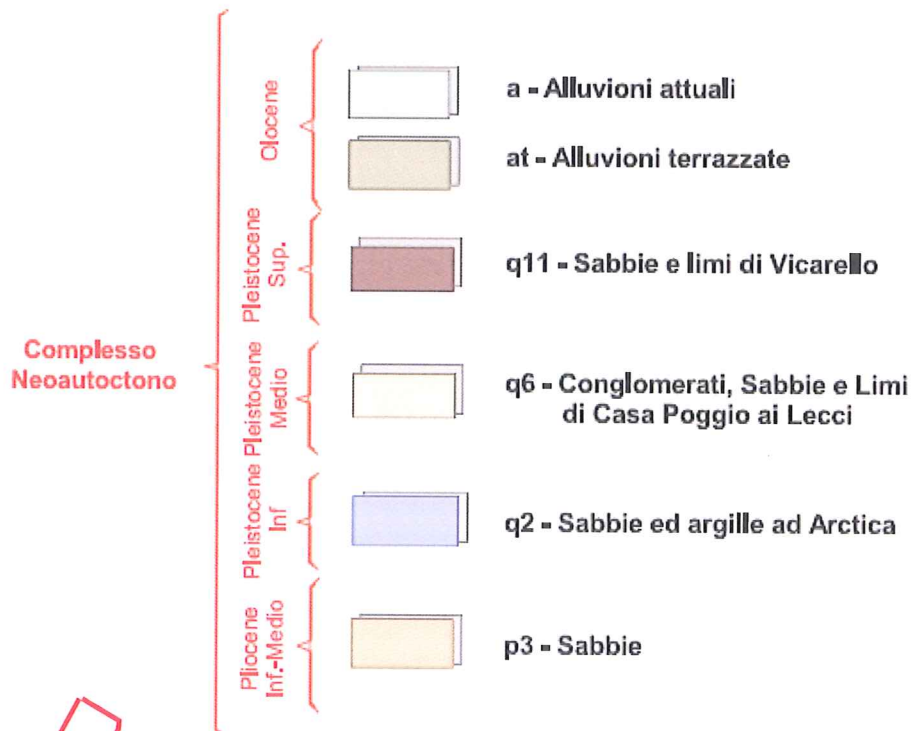 Complesso
Neoautoctono
Olocene
a - Alluvioni attuali
at - Alluvioni terrazzate
Pleistocene
Sup.
q11 - Sabbie e limi di Vicarello
Pleistocene
Medio
q6 - Conglomerati, Sabbie e Limi
di Casa Poggio ai Lecci
Pleistocene
Inf
q2 - Sabbie ed argille ad Arctica
Pliocene
Inf.-Medio
p3 - Sabbie